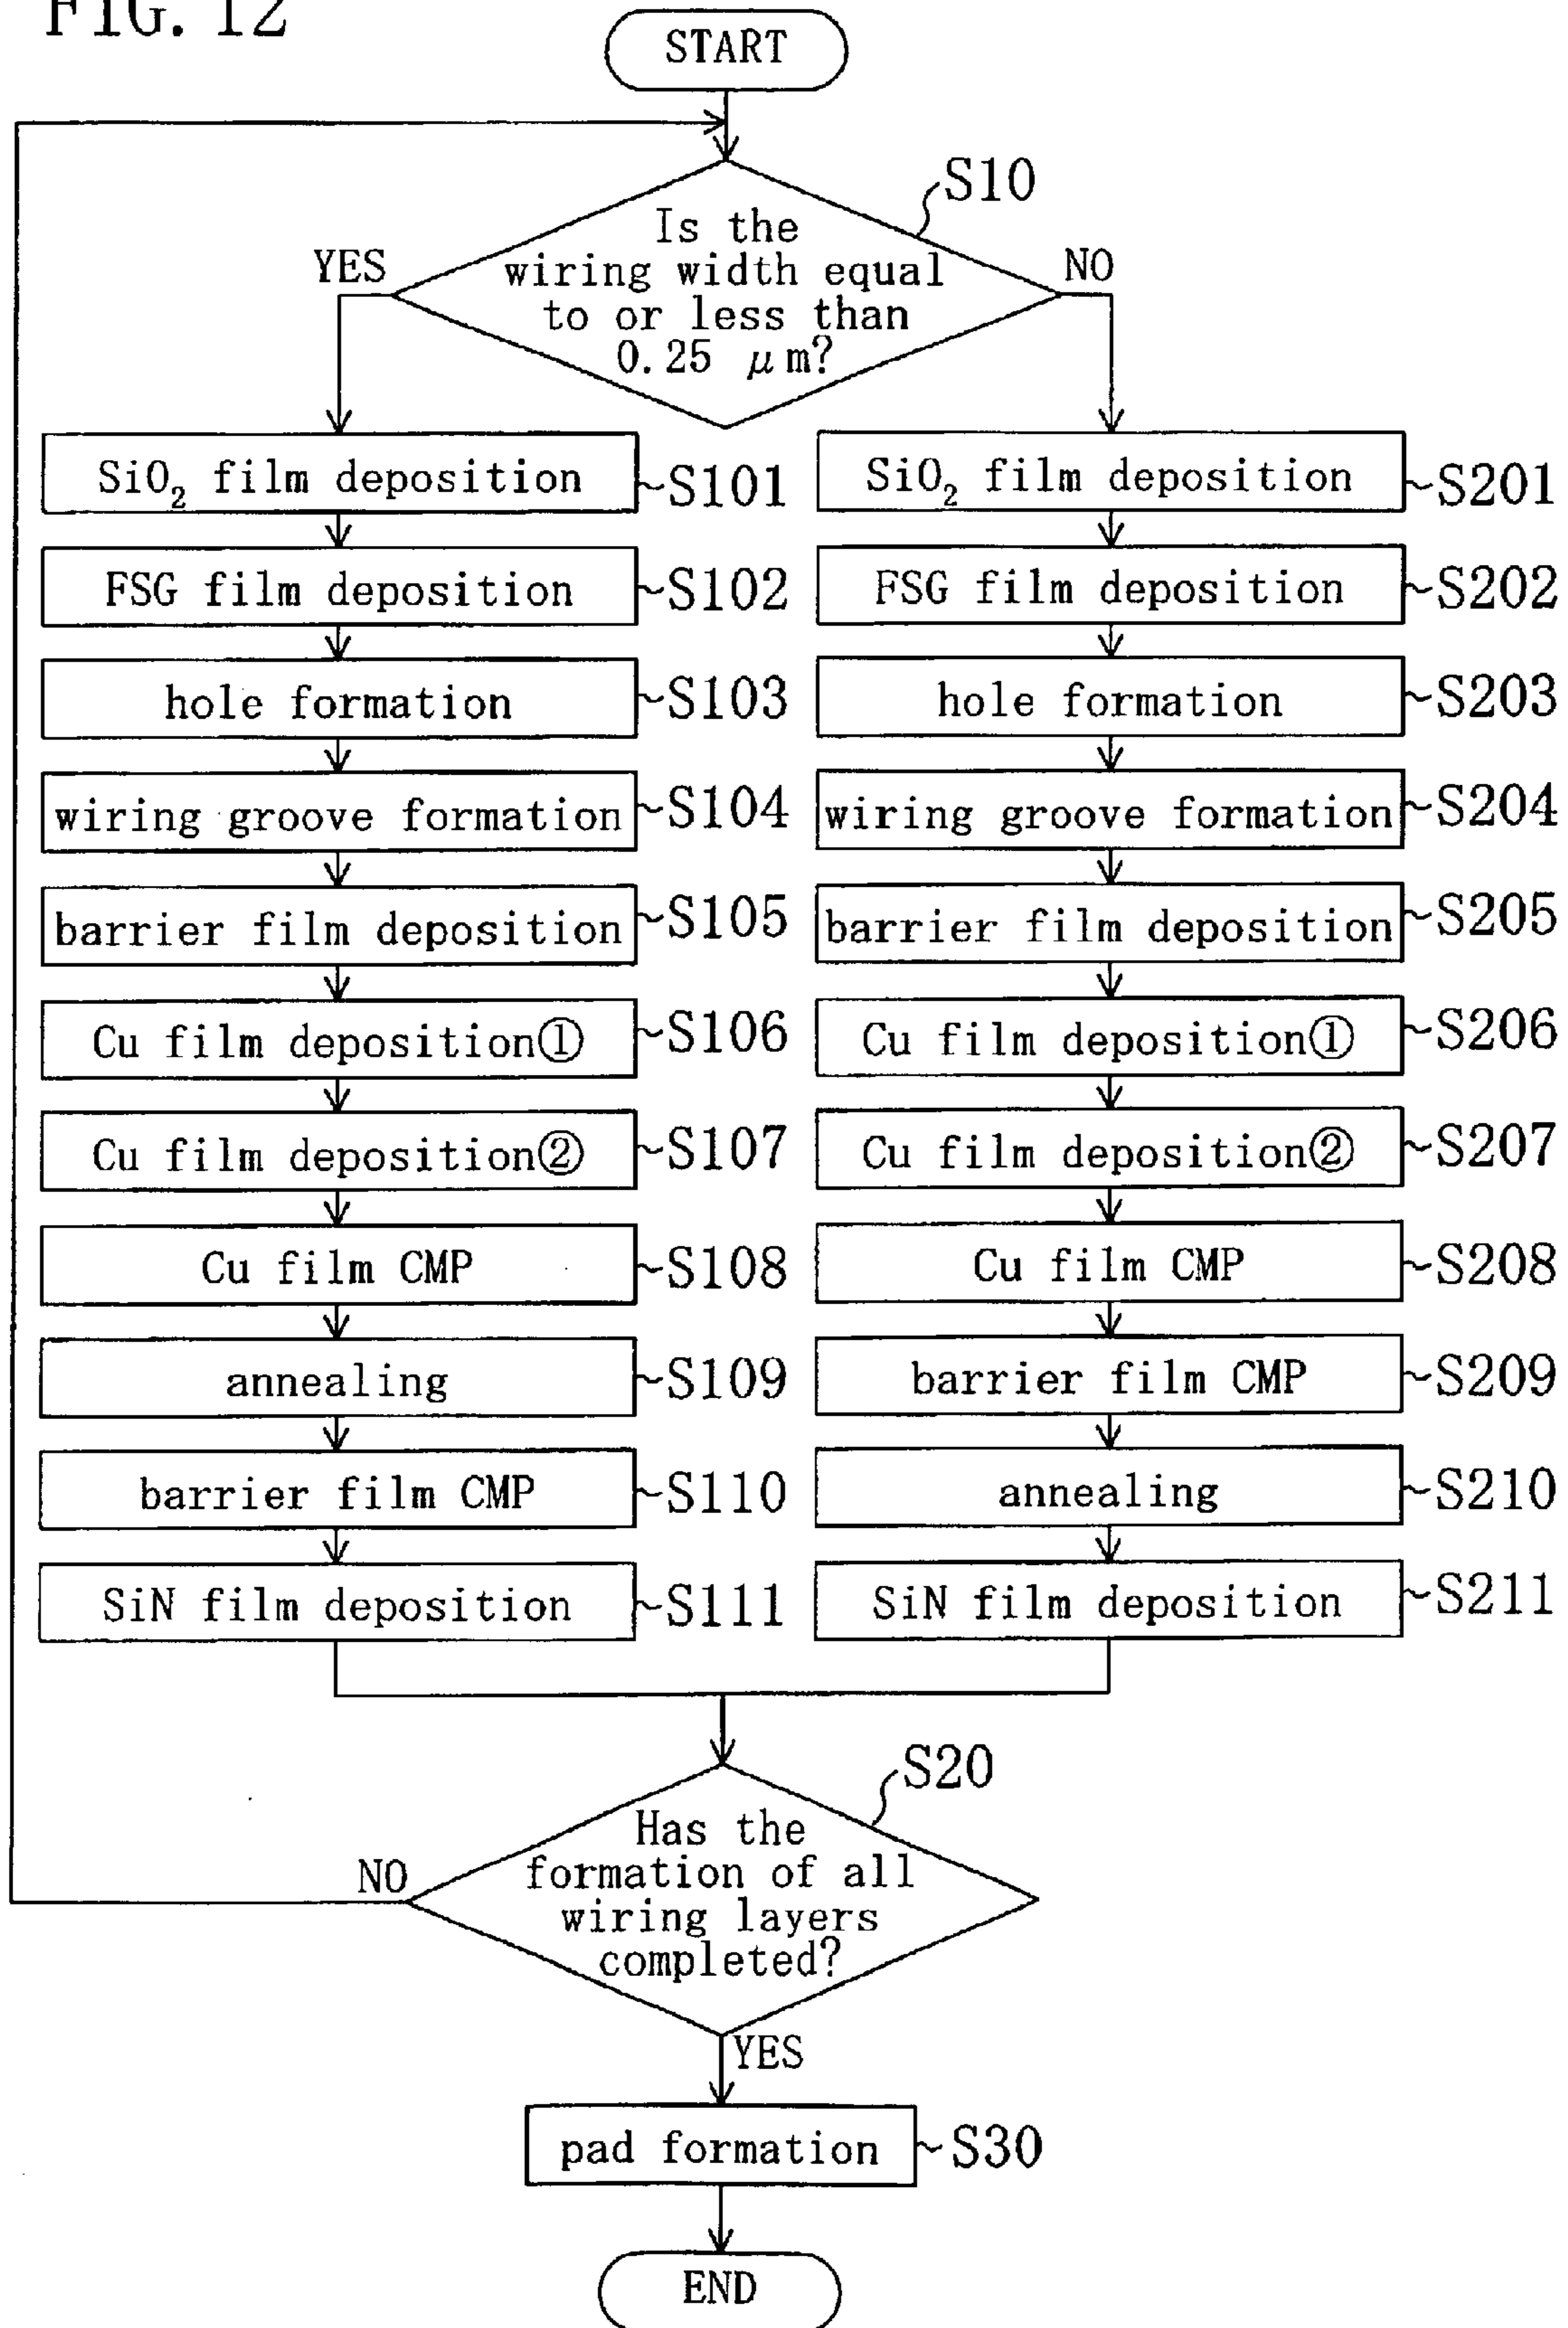 FIG. 12
START
S10
Is the
wiring width equal
to or less than
0.25 μm?
YES
NO
SiO₂ film deposition
S101
FSG film deposition
S102
hole formation
S103
wiring groove formation
S104
barrier film deposition
S105
Cu film deposition①
S106
Cu film deposition②
S107
Cu film CMP
S108
annealing
S109
barrier film CMP
S110
SiN film deposition
S111
SiO₂ film deposition
S201
FSG film deposition
S202
hole formation
S203
wiring groove formation
S204
barrier film deposition
S205
Cu film deposition①
S206
Cu film deposition②
S207
Cu film CMP
S208
barrier film CMP
S209
annealing
S210
SiN film deposition
S211
S20
Has the
formation of all
wiring layers
completed?
NO
YES
pad formation
S30
END